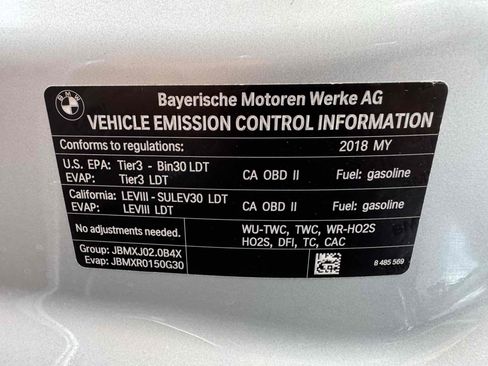 BMW
Bayerische Motoren Werke AG
VEHICLE EMISSION CONTROL INFORMATION
Conforms to regulations: 2018 MY
U.S. EPA: Tier3 - Bin30 LDT
EVAP: Tier3 LDT
CA OBD II
Fuel: gasoline
California: LEVIII - SULEV30 LDT
EVAP: LEVIII LDT
CA OBD II
Fuel: gasoline
No adjustments needed.
WU-TWC, TWC, WR-HO2S
HO2S, DFI, TC, CAC
Group: JBMXJ02.0B4X
Evap: JBMXR0150G30
8 485 569